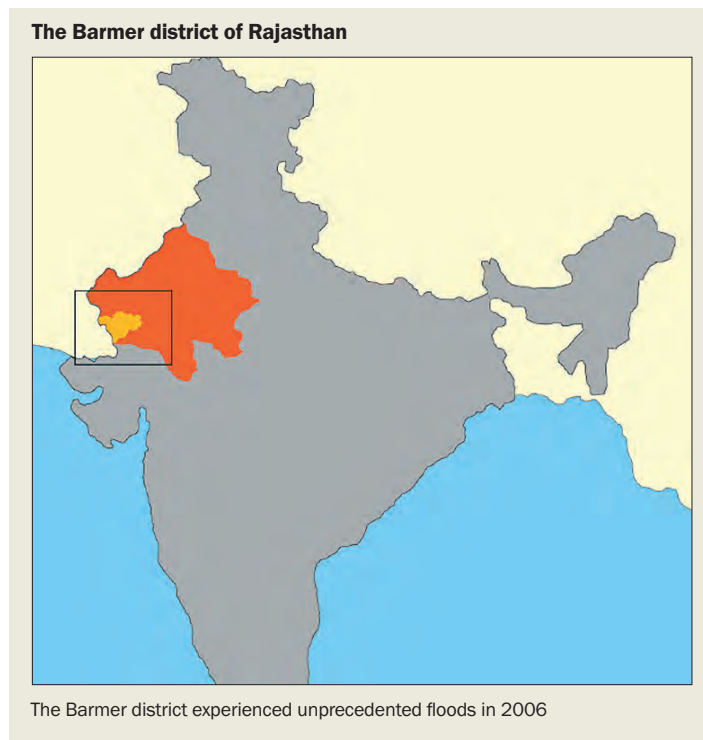 The Barmer district of Rajasthan
The Barmer district experienced unprecedented floods in 2006